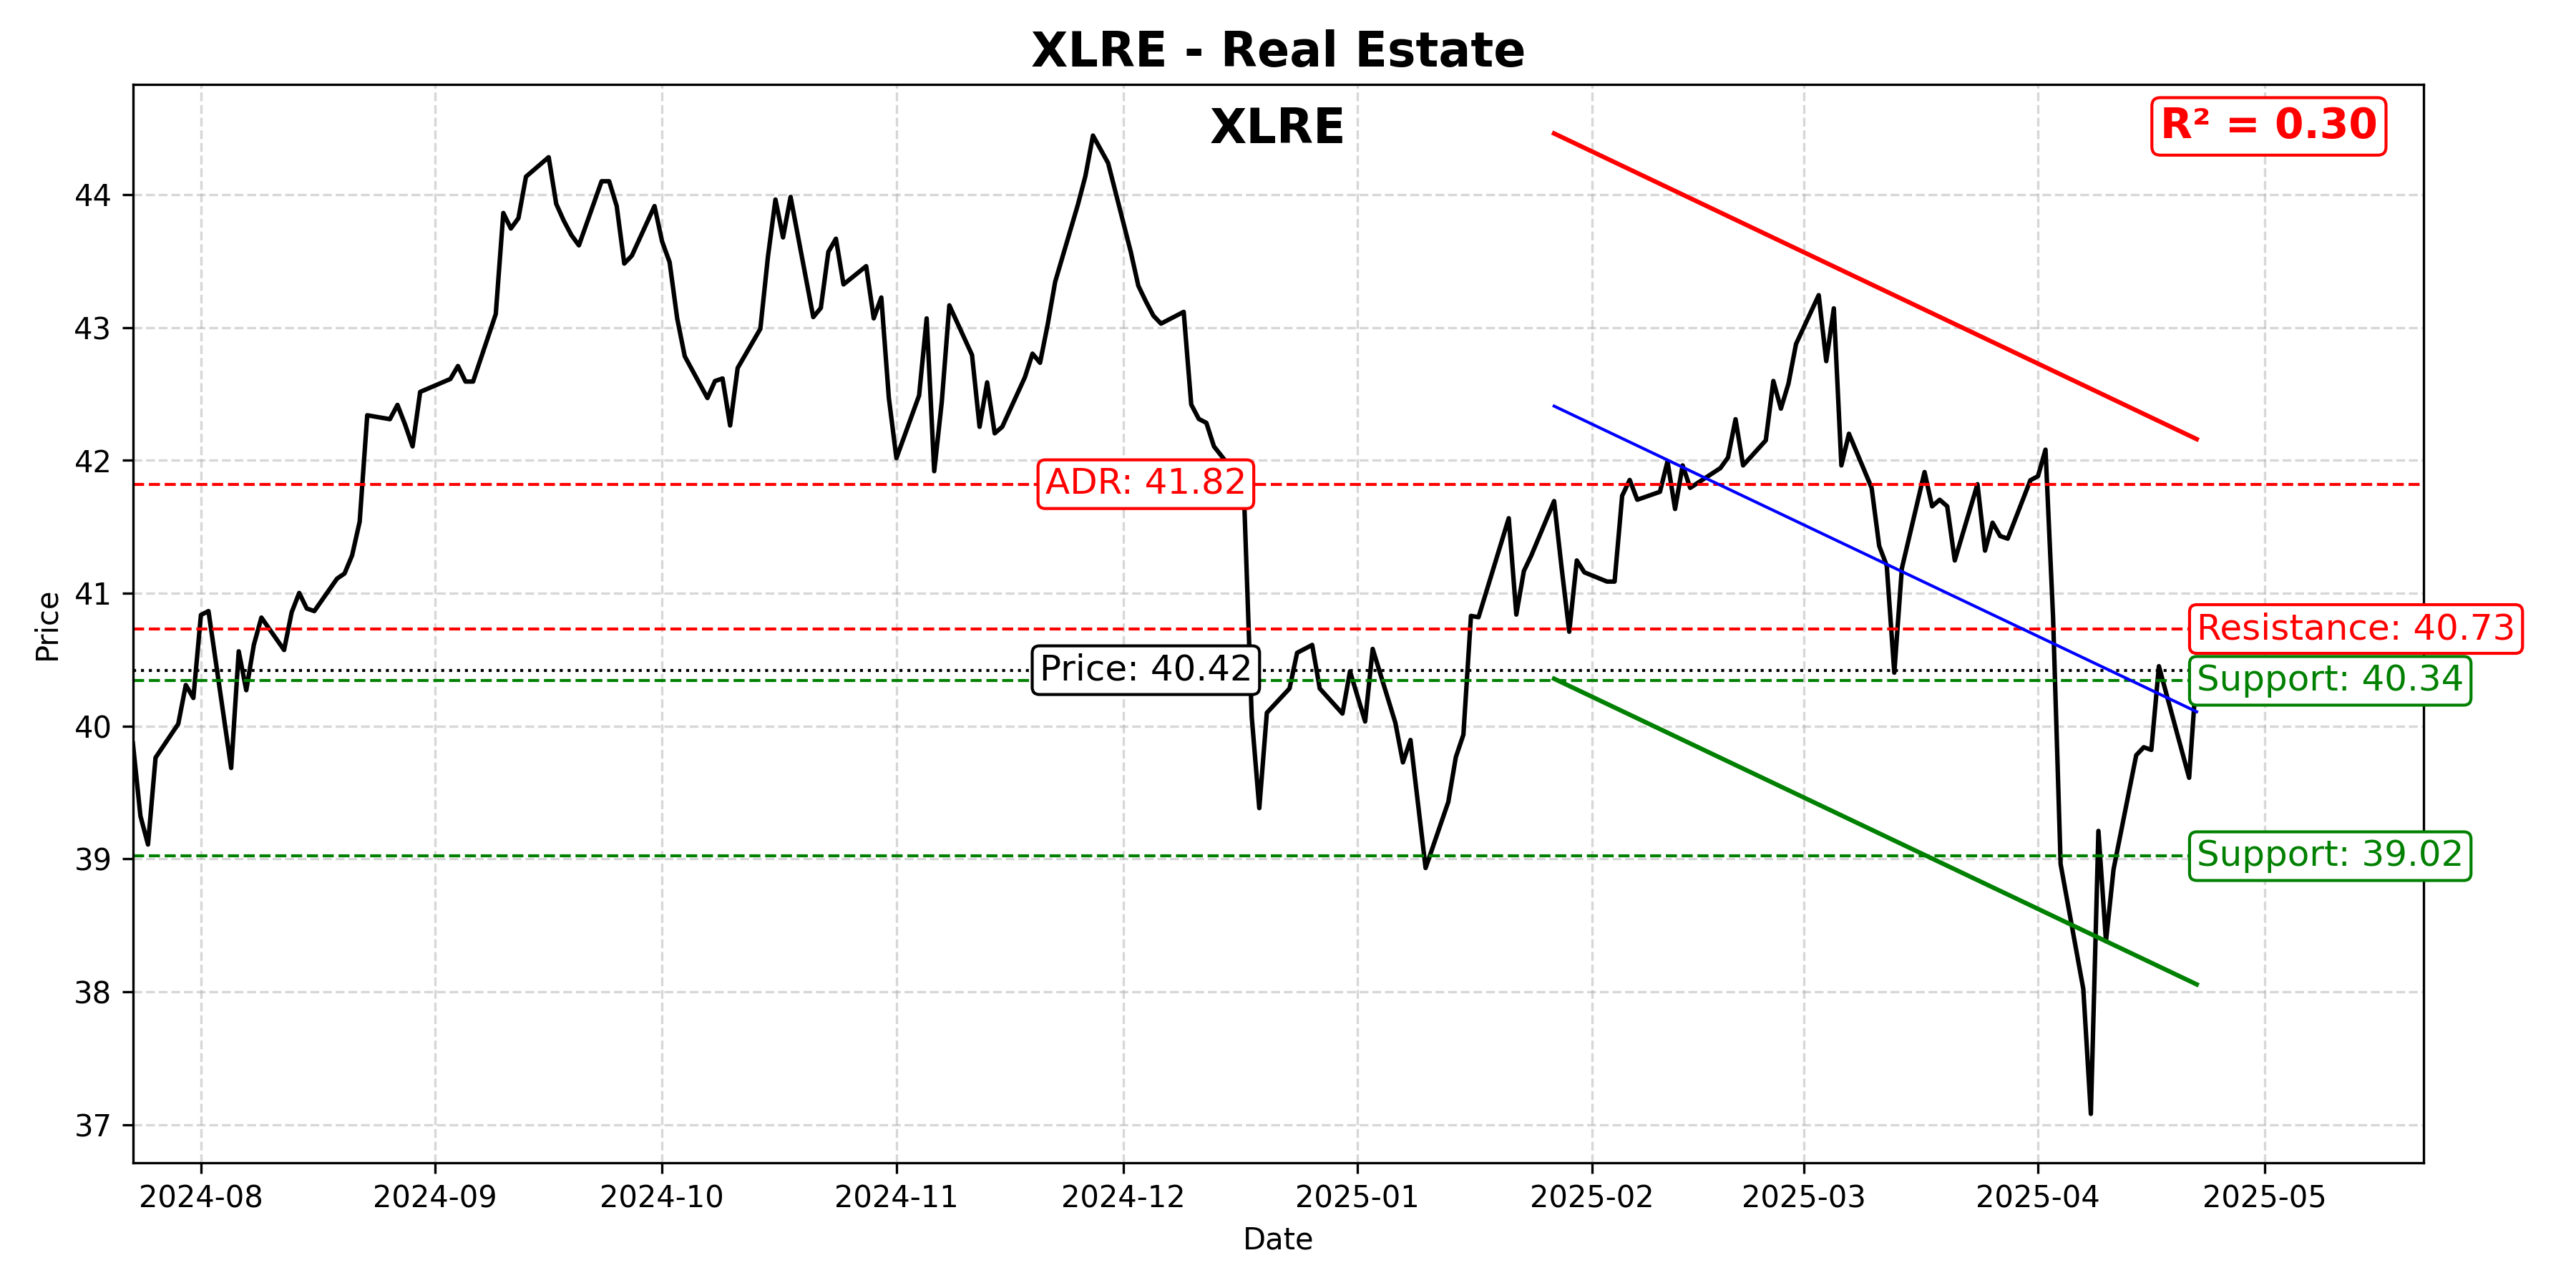 XLRE - Real Estate
XLRE
R² = 0.30
44
43
42
41
40
39
38
37
Price
ADR: 41.82
Resistance: 40.73
Price: 40.42
Support: 40.34
Support: 39.02
2024-08
2024-09
2024-10
2024-11
2024-12
2025-01
2025-02
2025-03
2025-04
2025-05
Date